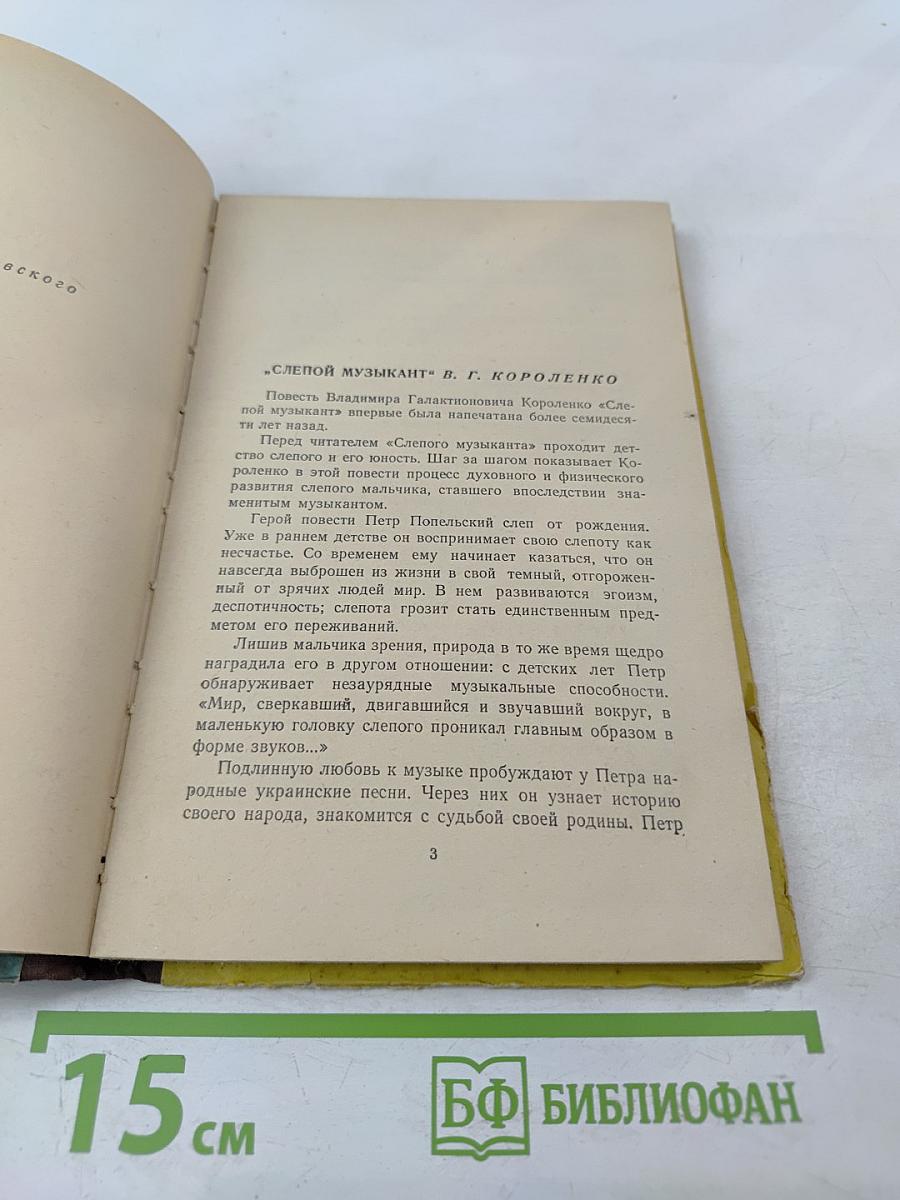 вского
„СЛЕПОЙ МУЗЫКАНТ“ В. Г. КОРОЛЕНКО
Повесть Владимира Галактионовича Короленко «Сле-
пой музыкант» впервые была напечатана более семидеся-
ти лет назад.
Перед читателем «Слепого музыканта» проходит дет-
ство слепого и его юность. Шаг за шагом показывает Ко-
роленко в этой повести процесс духовного и физического
развития слепого мальчика, ставшего впоследствии зна-
менитым музыкантом.
Герой повести Петр Попельский слеп от рождения.
Уже в раннем детстве он воспринимает свою слепоту как
несчастье. Со временем ему начинает казаться, что он
навсегда выброшен из жизни в свой темный, отгорожен-
ный от зрячих людей мир. В нем развиваются эгоизм,
деспотичность; слепота грозит стать единственным пред-
метом его переживаний.
Лишив мальчика зрения, природа в то же время щедро
наградила его в другом отношении: с детских лет Петр
обнаруживает незаурядные музыкальные способности.
«Мир, сверкавший, двигавшийся и звучавший вокруг, в
маленькую головку слепого проникал главным образом в
форме звуков...»
Подлинную любовь к музыке пробуждают у Петра на-
родные украинские песни. Через них он узнает историю
своего народа, знакомится с судьбой своей родины. Петр
3
15 см
БФ БИБЛИОФАН